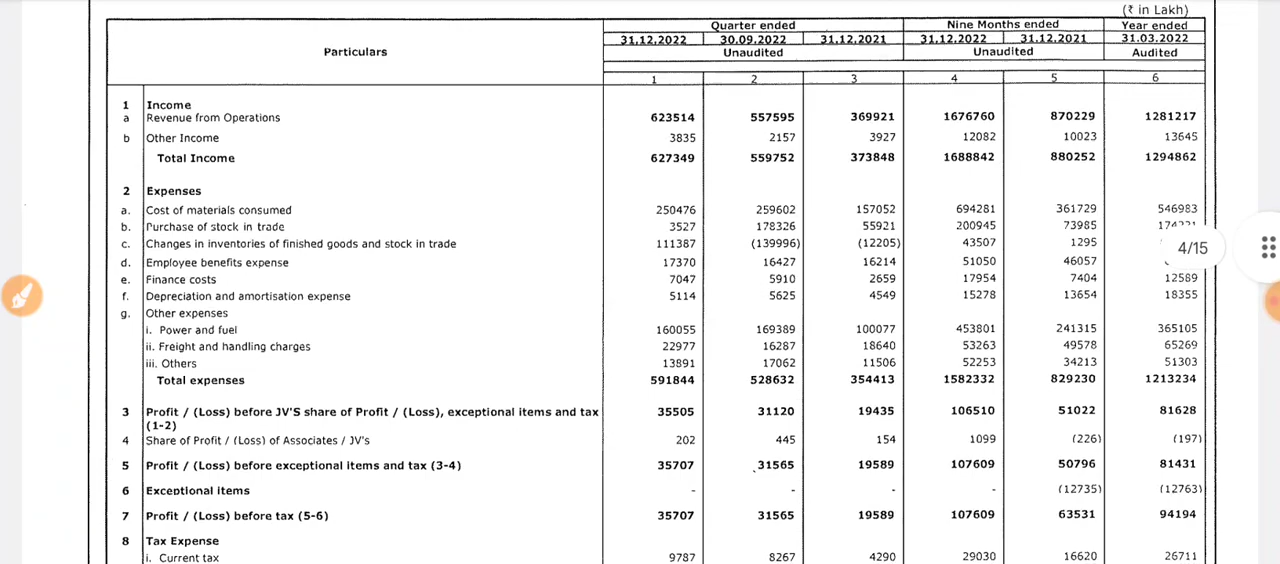 (₹ in Lakh)
Particulars Quarter ended Nine Months ended Year ended
31.12.2022 30.09.2022 31.12.2021 31.12.2022 31.12.2021 31.03.2022
Unaudited Unaudited Audited
1 2 3 4 5 6
1 Income
a Revenue from Operations 623514 557595 369921 1676760 870229 1281217
b Other Income 3835 2157 3927 12082 10023 13645
Total Income 627349 559752 373848 1688842 880252 1294862
2 Expenses
a. Cost of materials consumed 250476 259602 157052 694281 361729 546983
b. Purchase of stock in trade 3527 178326 55921 200945 73985
c. Changes in inventories of finished goods and stock in trade 111387 (139996) (12205) 43507 1295
4/15
d. Employee benefits expense 17370 16427 16214 51050 46057
e. Finance costs 7047 5910 2659 17954 7404 12589
f. Depreciation and amortisation expense 5114 5625 4549 15278 13654 18355
g. Other expenses
i. Power and fuel 160055 169389 100077 453801 241315 365105
ii. Freight and handling charges 22977 16287 18640 53263 49578 65269
iii. Others 13891 17062 11506 52253 34213 51303
Total expenses 591844 528632 354413 1582332 829230 1213234
3 Profit / (Loss) before JV'S share of Profit / (Loss), exceptional items and tax 35505 31120 19435 106510 51022 81628
(1-2)
4 Share of Profit / (Loss) of Associates / JV's 202 445 154 1099 (226) (197)
5 Profit / (Loss) before exceptional items and tax (3-4) 35707 31565 19589 107609 50796 81431
6 Exceptional items - - - - (12735) (12763)
7 Profit / (Loss) before tax (5-6) 35707 31565 19589 107609 63531 94194
8 Tax Expense
i. Current tax 9787 8267 4290 29030 16620 26711